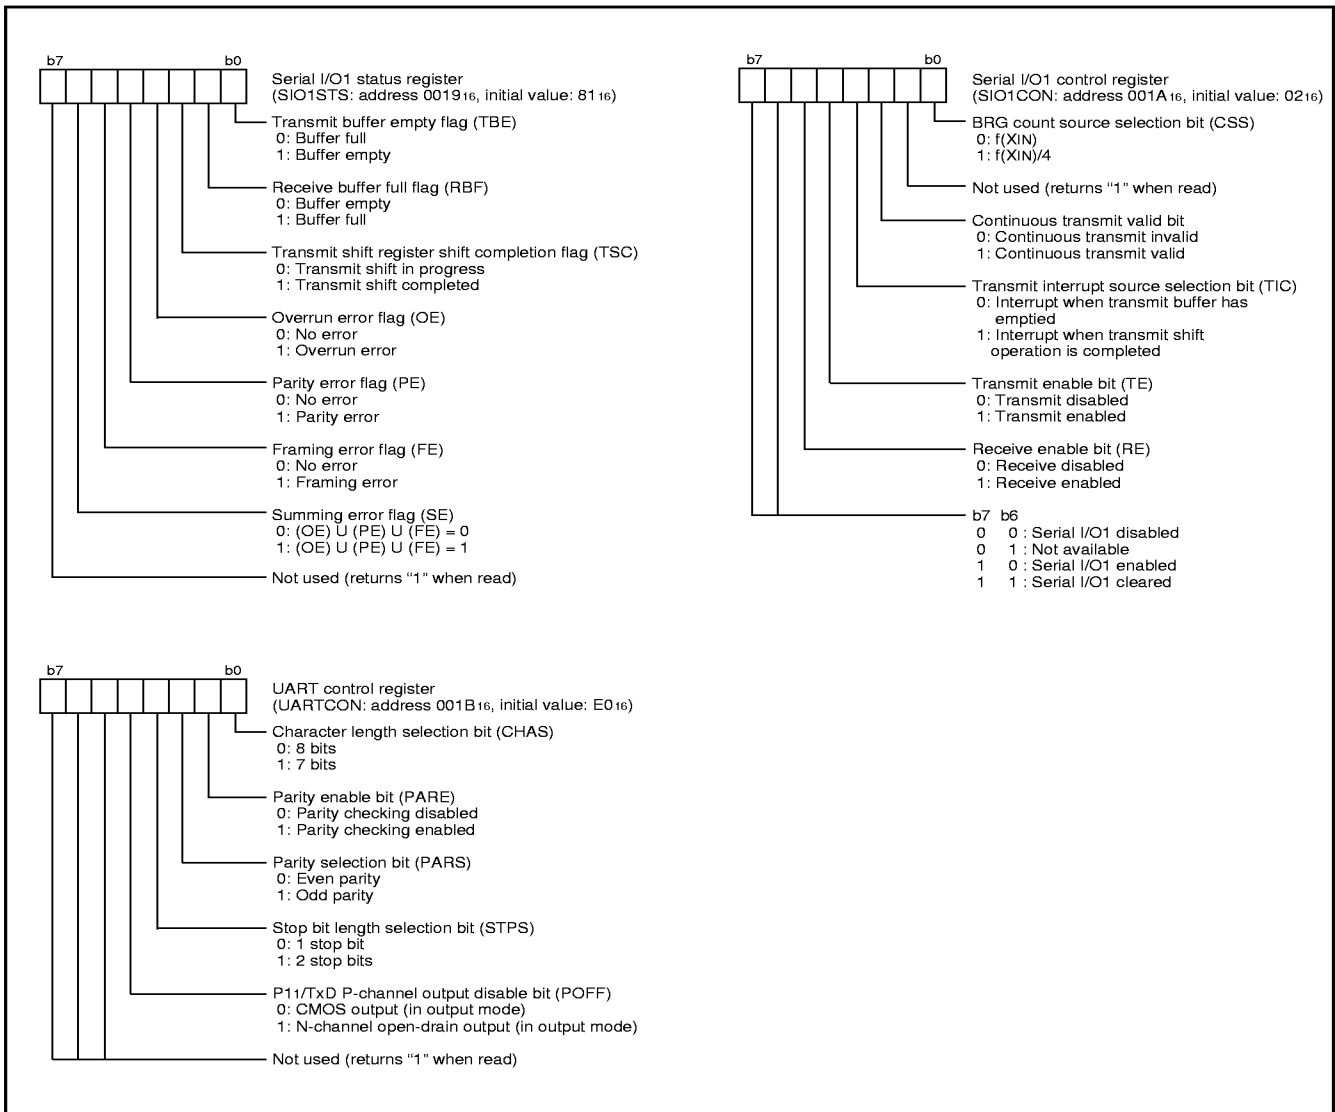 b7 b0
Serial I/O1 status register
(SIO1STS: address 0019 16, initial value: 81 16)
Transmit buffer empty flag (TBE)
0: Buffer full
1: Buffer empty
Receive buffer full flag (RBF)
0: Buffer empty
1: Buffer full
Transmit shift register shift completion flag (TSC)
0: Transmit shift in progress
1: Transmit shift completed
Overrun error flag (OE)
0: No error
1: Overrun error
Parity error flag (PE)
0: No error
1: Parity error
Framing error flag (FE)
0: No error
1: Framing error
Summing error flag (SE)
0: (OE) U (PE) U (FE) = 0
1: (OE) U (PE) U (FE) = 1
Not used (returns “1” when read)
b7 b0
Serial I/O1 control register
(SIO1CON: address 001A 16, initial value: 02 16)
BRG count source selection bit (CSS)
0: f(XIN)
1: f(XIN)/4
Not used (returns “1” when read)
Continuous transmit valid bit
0: Continuous transmit invalid
1: Continuous transmit valid
Transmit interrupt source selection bit (TIC)
0: Interrupt when transmit buffer has
emptied
1: Interrupt when transmit shift
operation is completed
Transmit enable bit (TE)
0: Transmit disabled
1: Transmit enabled
Receive enable bit (RE)
0: Receive disabled
1: Receive enabled
b7 b6
0 0 : Serial I/O1 disabled
0 1 : Not available
1 0 : Serial I/O1 enabled
1 1 : Serial I/O1 cleared
b7 b0
UART control register
(UARTCON: address 001B 16, initial value: E0 16)
Character length selection bit (CHAS)
0: 8 bits
1: 7 bits
Parity enable bit (PARE)
0: Parity checking disabled
1: Parity checking enabled
Parity selection bit (PARS)
0: Even parity
1: Odd parity
Stop bit length selection bit (STPS)
0: 1 stop bit
1: 2 stop bits
P11/TxD P-channel output disable bit (POFF)
0: CMOS output (in output mode)
1: N-channel open-drain output (in output mode)
Not used (returns “1” when read)